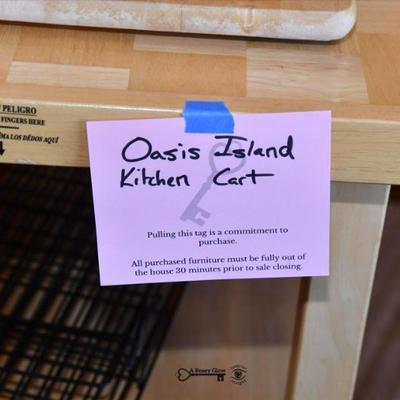 PELIGRO
FINGERS HERE
MA LOS DÉDOS AQUÍ
Oasis Island
Kitchen Cart
Pulling this tag is a commitment to
purchase.
All purchased furniture must be fully out of
the house 30 minutes prior to sale closing.
A Rosey Glow